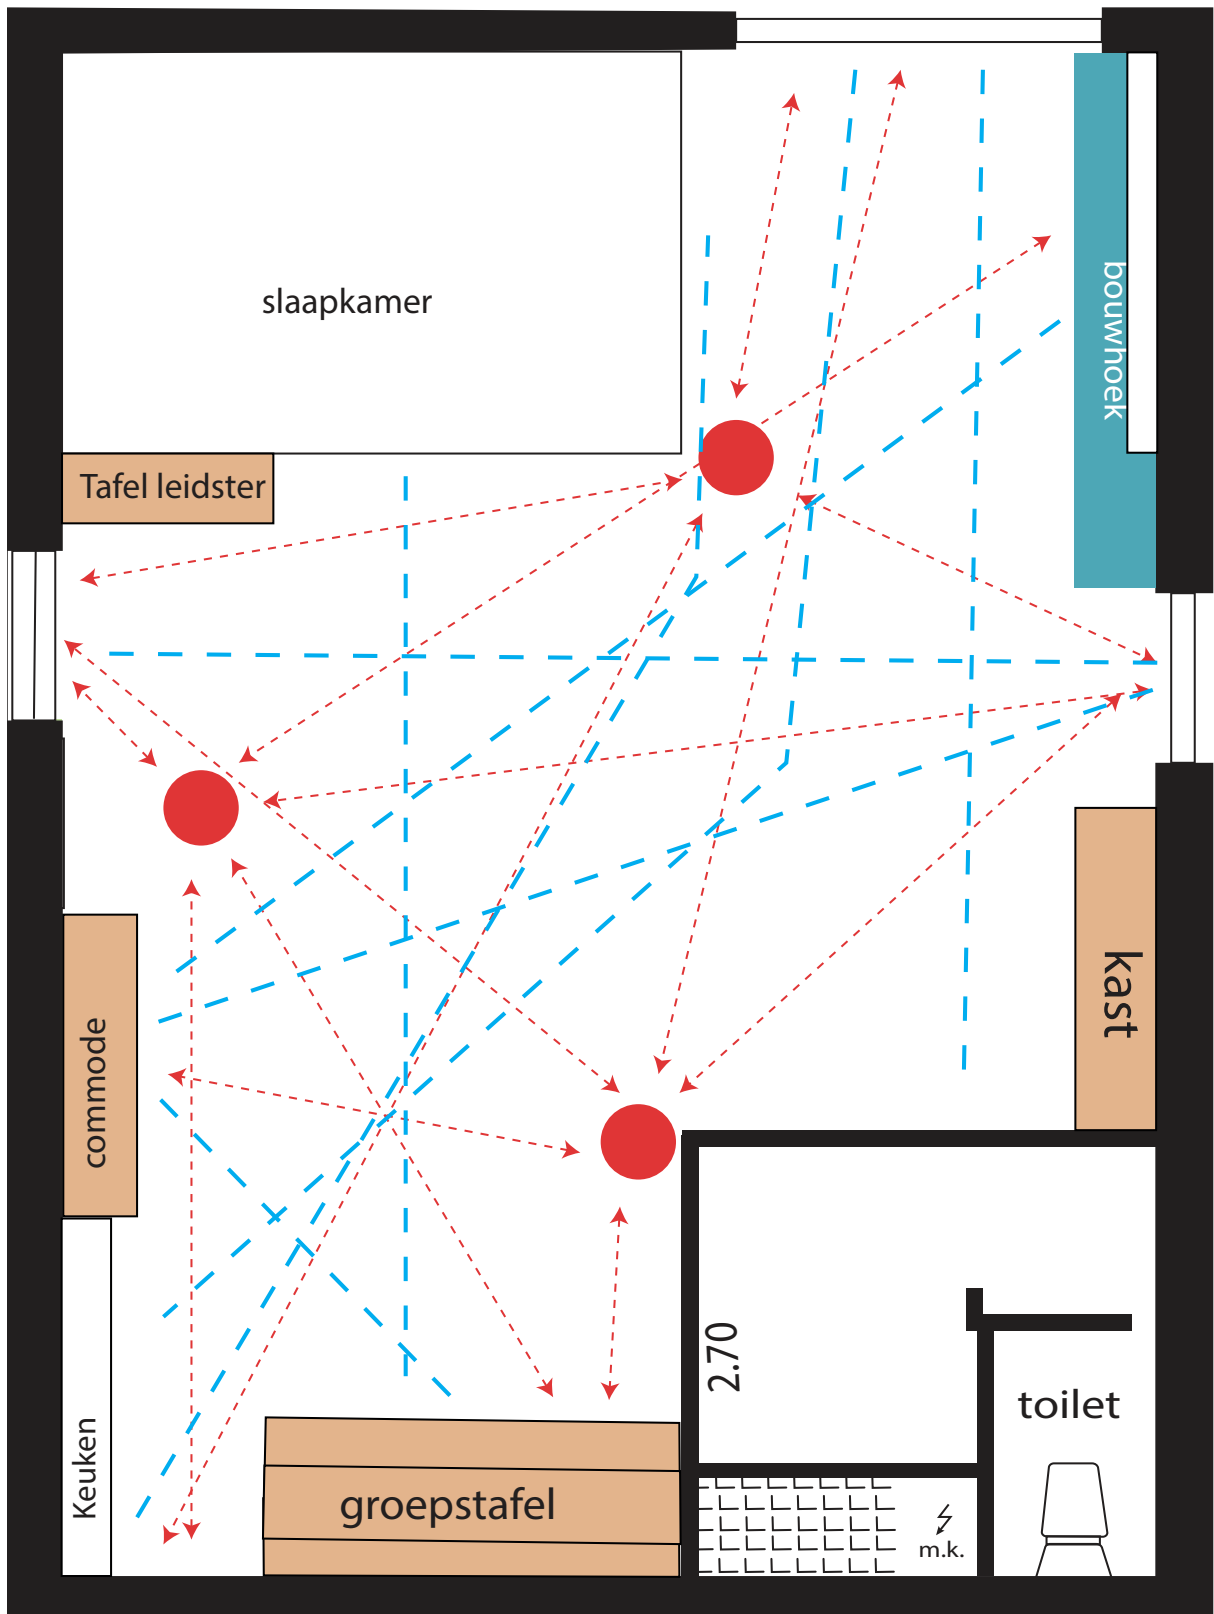 slaapkamer
bouwhoek
Tafel leidster
kast
commode
2.70
toilet
Keuken
groepstafel
m.k.